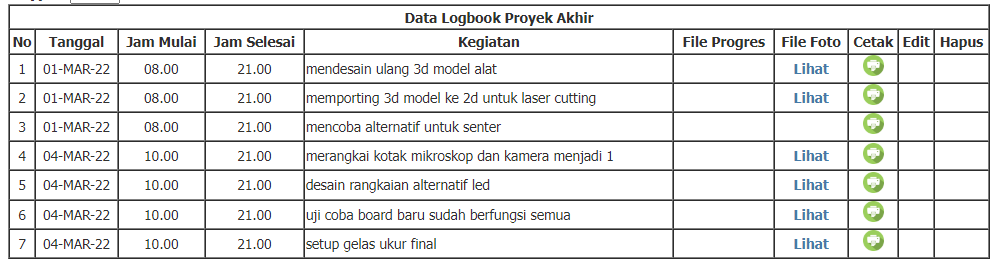 Data Logbook Proyek Akhir
No Tanggal Jam Mulai Jam Selesai Kegiatan File Progres File Foto Cetak Edit Hapus
1 01-MAR-22 08.00 21.00 mendesain ulang 3d model alat Lihat
2 01-MAR-22 08.00 21.00 memporting 3d model ke 2d untuk laser cutting Lihat
3 01-MAR-22 08.00 21.00 mencoba alternatif untuk senter
4 04-MAR-22 10.00 21.00 merangkai kotak mikroskop dan kamera menjadi 1 Lihat
5 04-MAR-22 10.00 21.00 desain rangkaian alternatif led Lihat
6 04-MAR-22 10.00 21.00 uji coba board baru sudah berfungsi semua Lihat
7 04-MAR-22 10.00 21.00 setup gelas ukur final Lihat